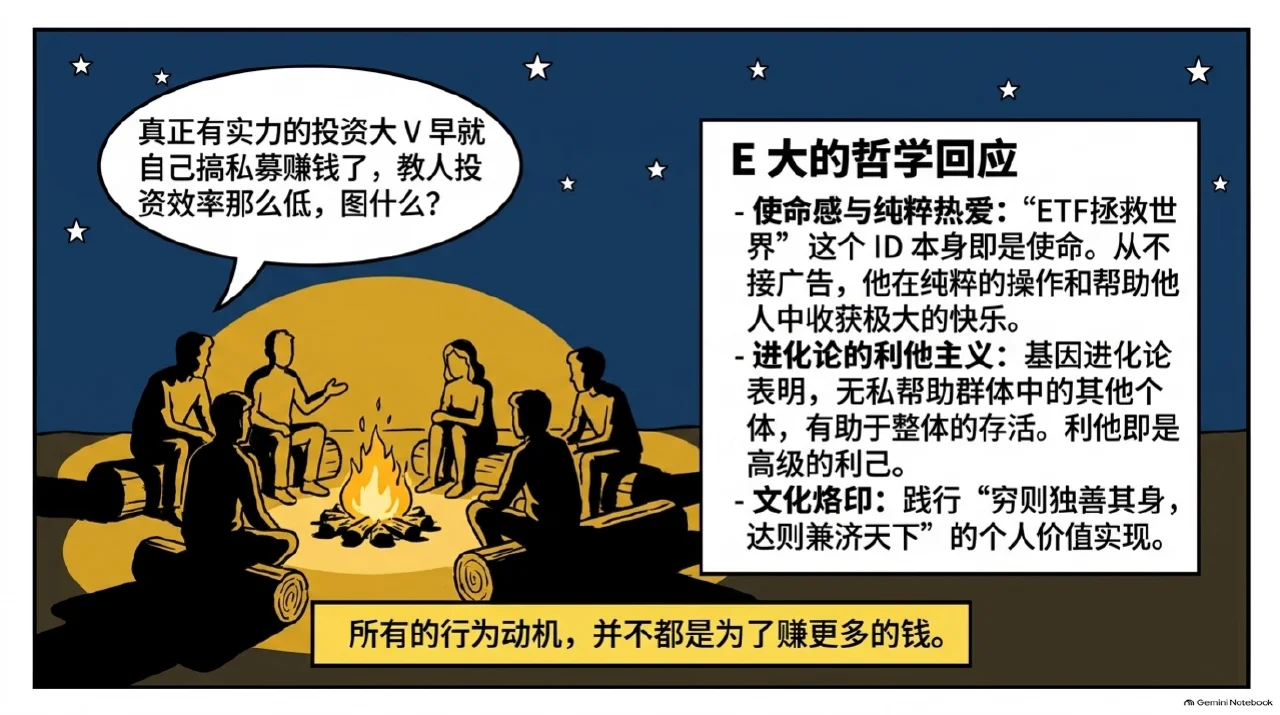 真正有实力的投资大 V 早就
自己搞私募赚钱了，教人投
资效率那么低，图什么？
E 大的哲学回应
- 使命感与纯粹热爱：“ETF拯救世
界” 这个 ID 本身即是使命。从不
接广告，他在纯粹的操作和帮助他
人中收获极大的快乐。
- 进化论的利他主义：基因进化论
表明，无私帮助群体中的其他个
体，有助于整体的存活。利他即是
高级的利己。
- 文化烙印：践行“穷则独善其身，
达则兼济天下”的个人价值实现。
所有的行为动机，并不都是为了赚更多的钱。
Gemini Notebook